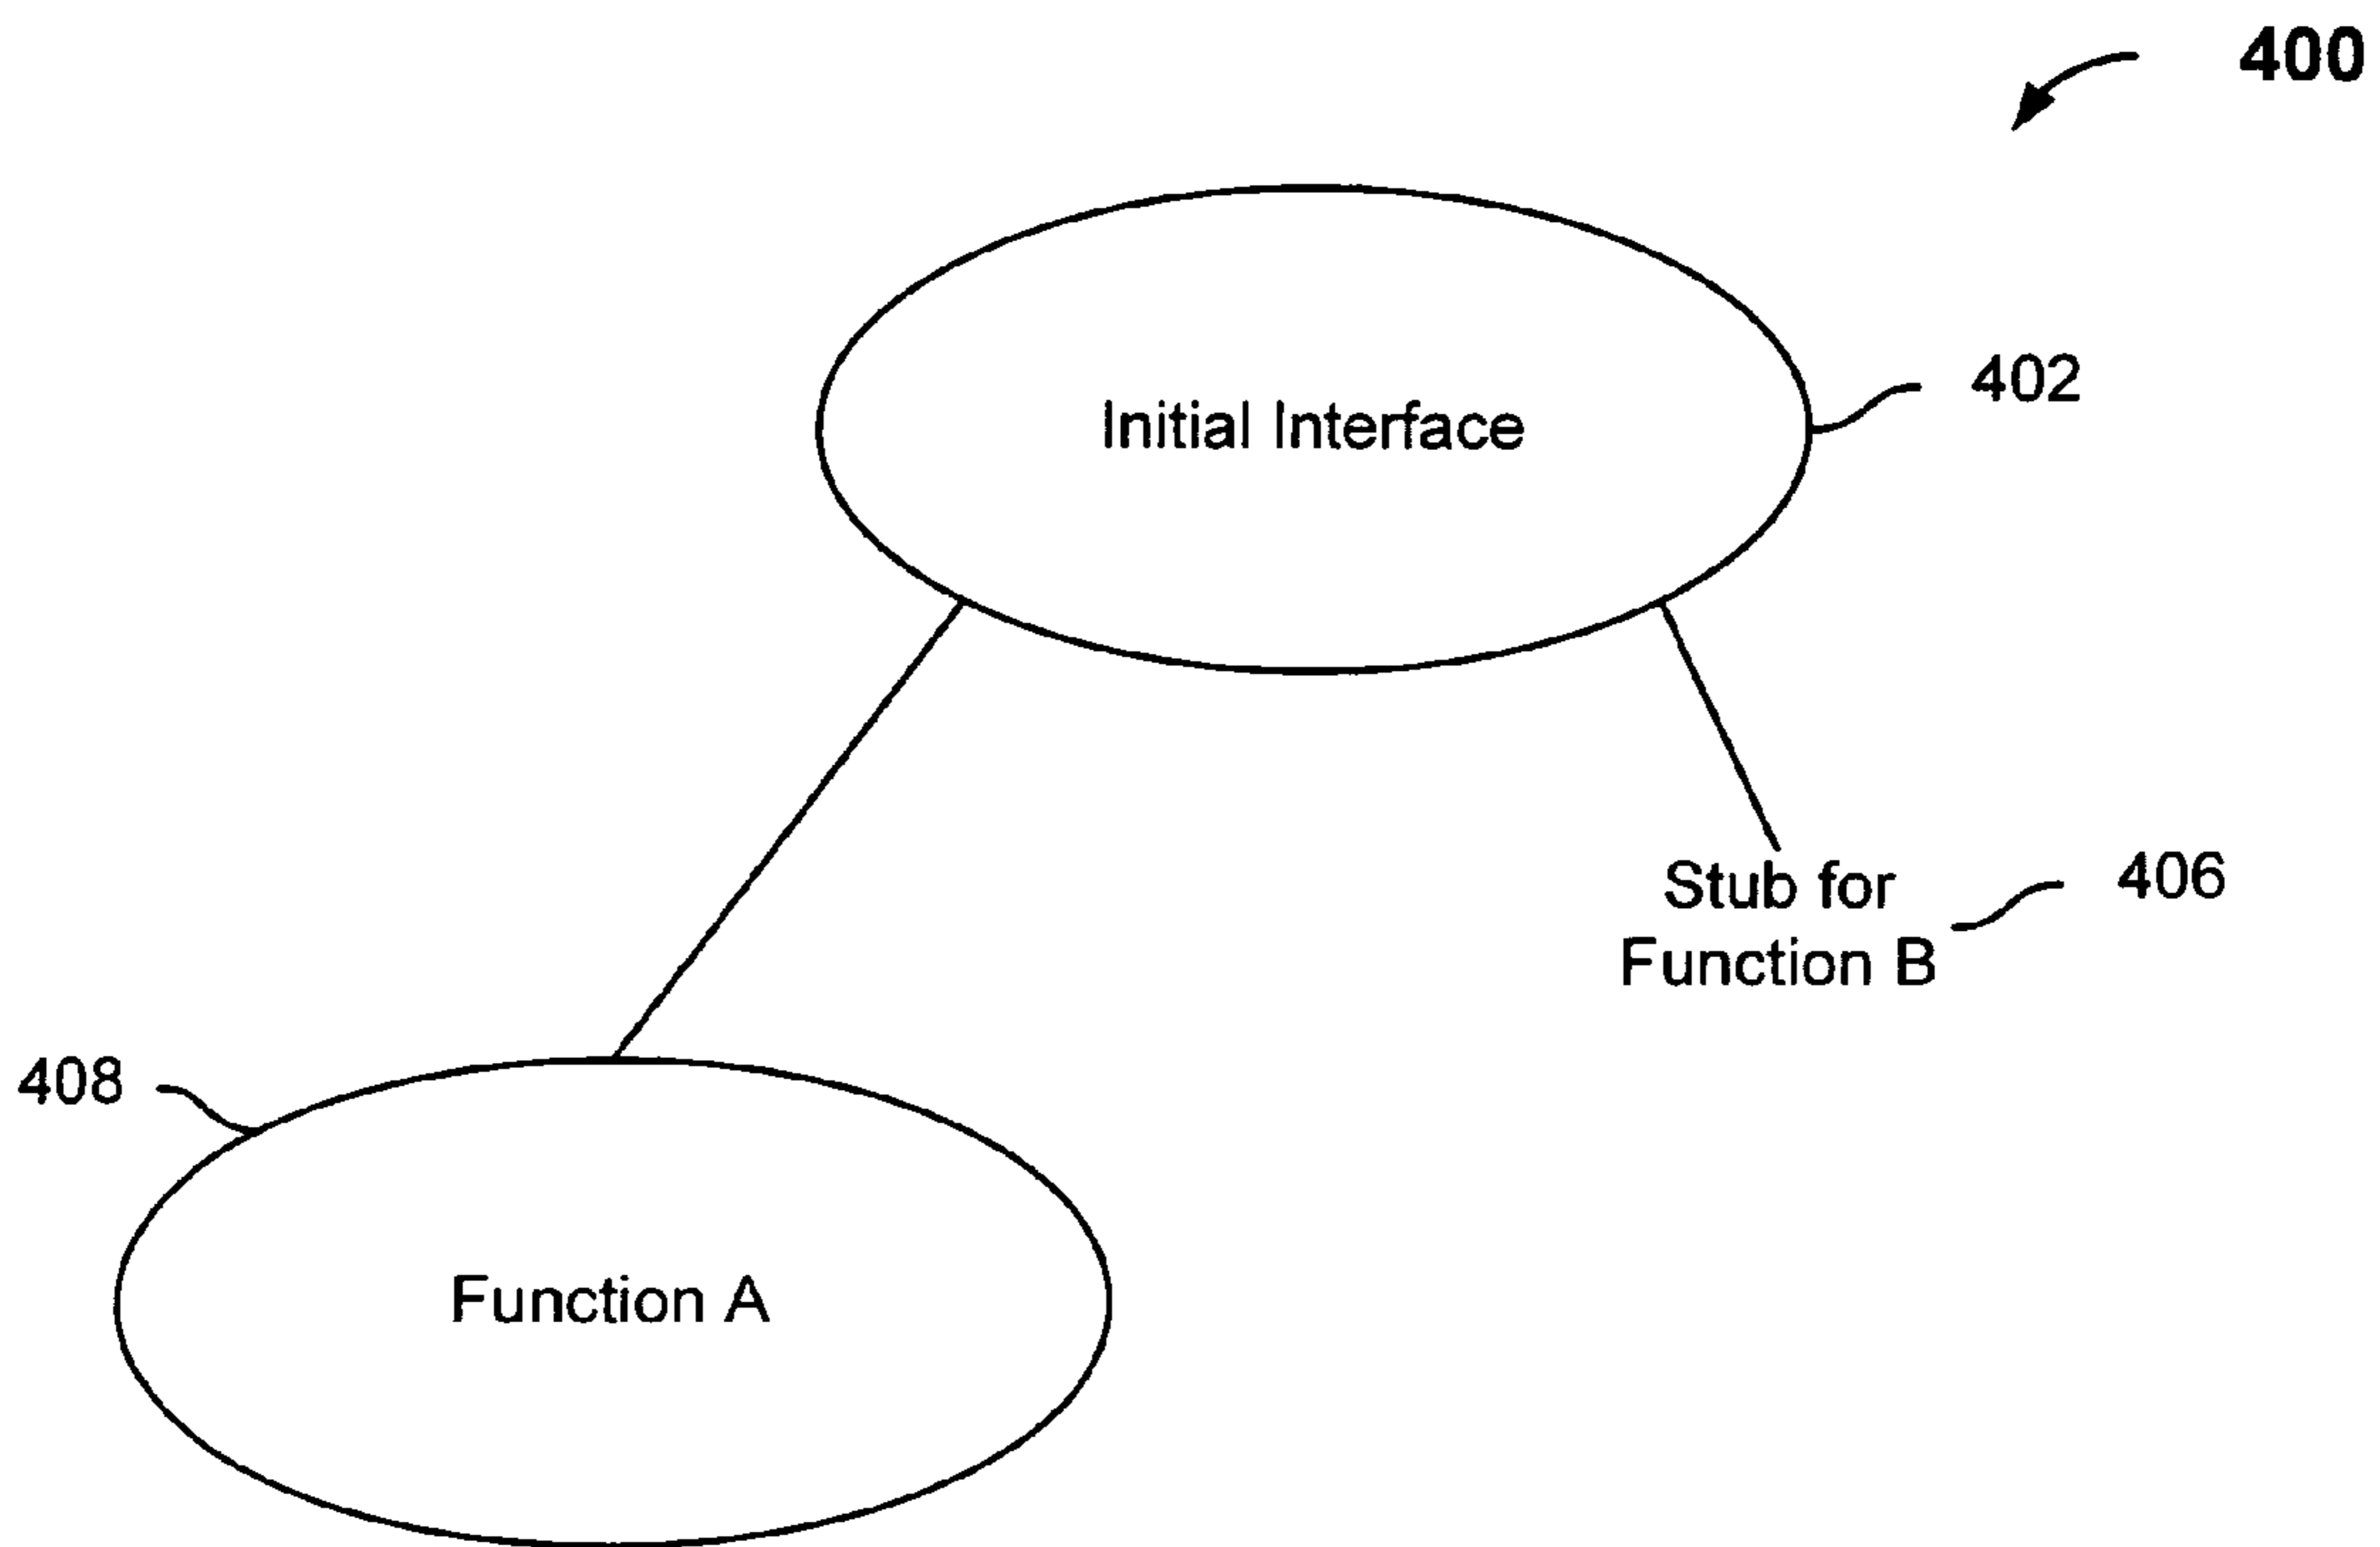 400
Initial Interface
402
Stub for
Function B
406
408
Function A